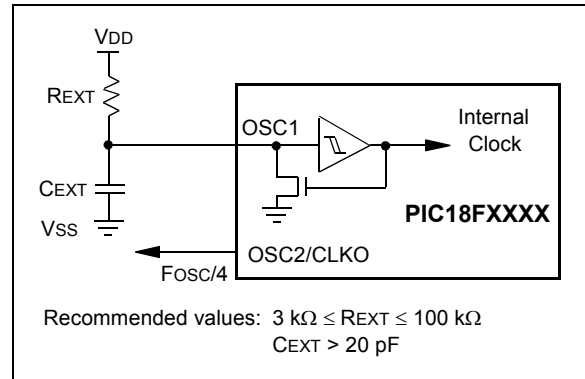 VDD
REXT
OSC1
Internal
Clock
CEXT
PIC18FXXXX
VSS
OSC2/CLKO
FOSC/4
Recommended values: 3 kΩ ≤ REXT ≤ 100 kΩ
CEXT > 20 pF